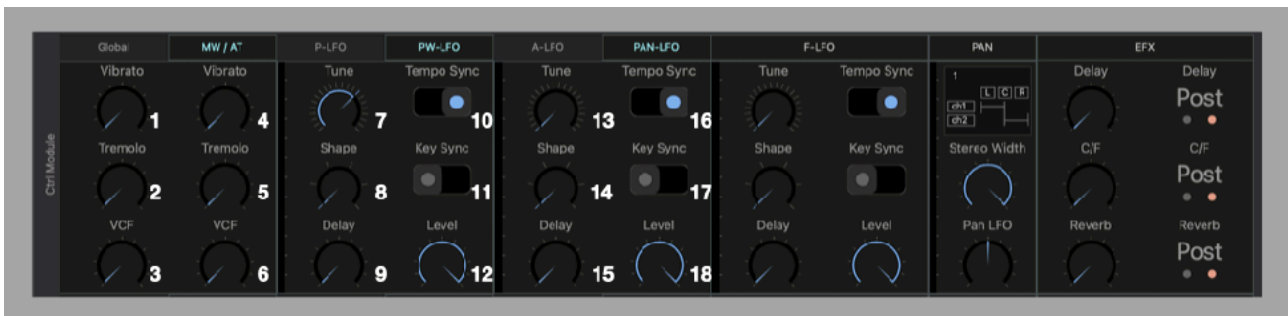 Global MW / AT P-LFO PW-LFO A-LFO PAN-LFO F-LFO PAN EFX
Vibrato Vibrato Tune Tempo Sync Tune Tempo Sync Tune Tempo Sync 1 Delay Delay
L C R Post
1 4 7 10 13 16 ch1
ch2
Tremolo Tremolo Shape Key Sync Shape Key Sync Shape Key Sync Stereo Width C/F C/F
Post
2 5 8 11 14 17
VCF VCF Delay Level Delay Level Delay Level Pan LFO Reverb Reverb
Post
3 6 9 12 15 18
Ctrl Module